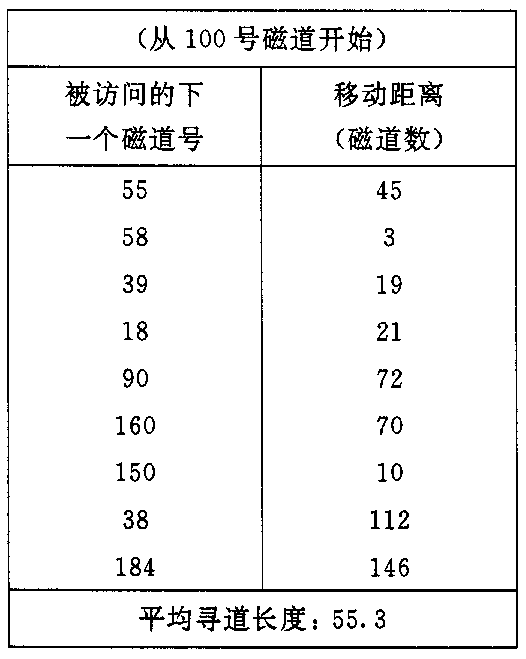 （从 100 号磁道开始）
被访问的下 移动距离
一个磁道号 （磁道数）
55 45
58 3
39 19
18 21
90 72
160 70
150 10
38 112
184 146
平均寻道长度：55.3